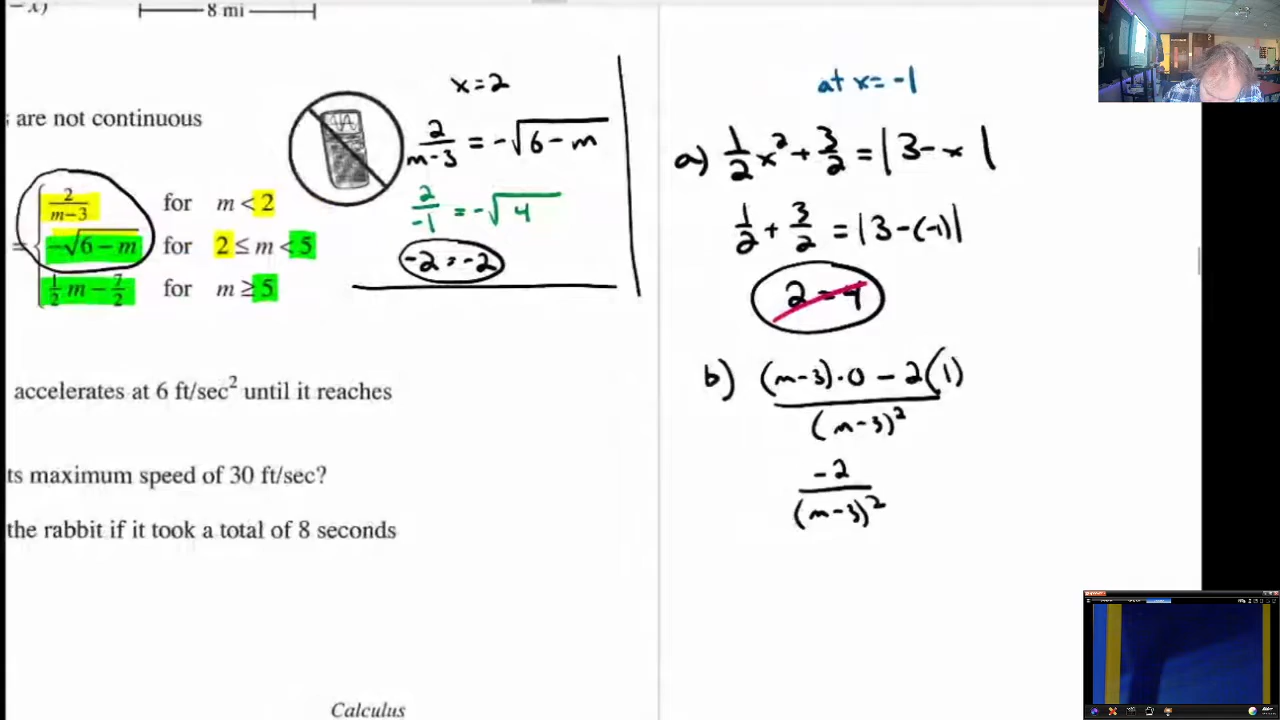 8 mi
are not continuous
2/(m−3) for m < 2
= −√(6 − m) for 2 ≤ m < 5
1/2 m − 7/2 for m ≥ 5
accelerates at 6 ft/sec² until it reaches
ts maximum speed of 30 ft/sec?
the rabbit if it took a total of 8 seconds
Calculus
x = 2
2/(m−3) = −√(6−m)
2/−1 = −√4
−2 = −2
at x = −1
a) 1/2 x² + 3/2 = |3 − x|
1/2 + 3/2 = |3 − (−1)|
2 = 4
b) ((m−3)·0 − 2(1))/(m−3)²
−2/(m−3)²